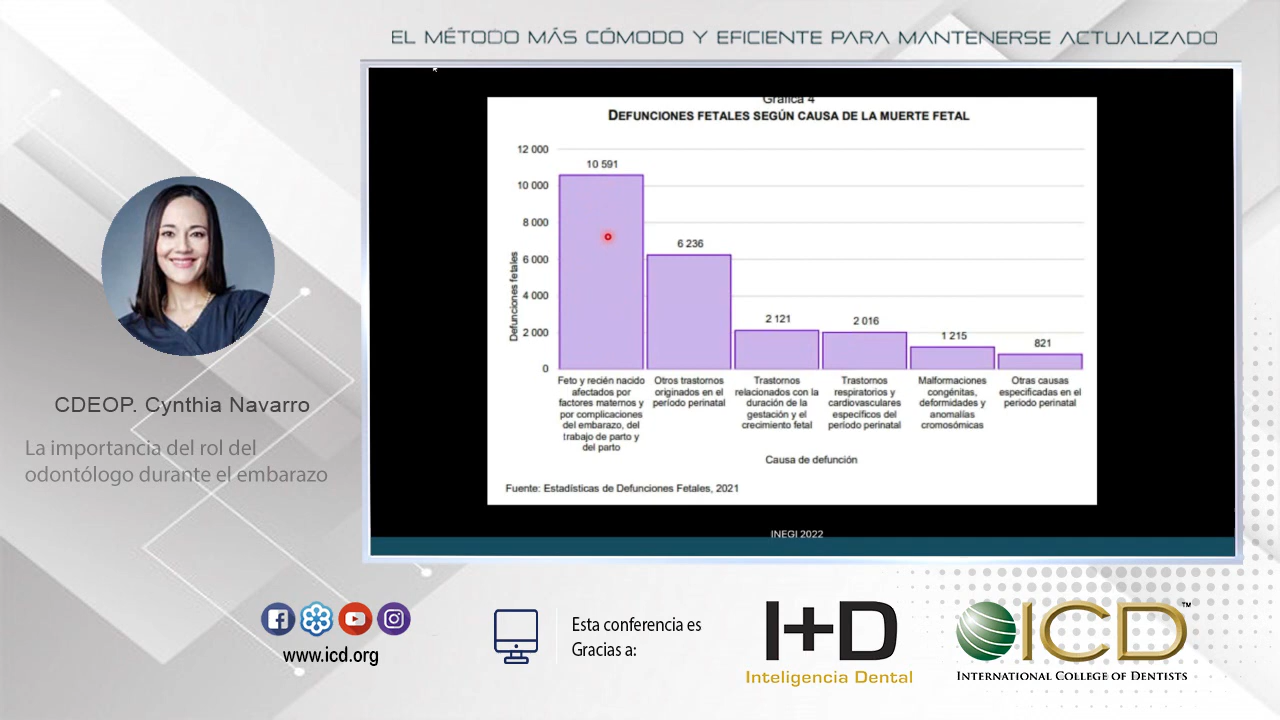 EL MÉTODO MÁS CÓMODO Y EFICIENTE PARA MANTENERSE ACTUALIZADO
Gráfica 4
DEFUNCIONES FETALES SEGÚN CAUSA DE LA MUERTE FETAL
Defunciones fetales
12 000
10 000
8 000
6 000
4 000
2 000
0
10 591
6 236
2 121
2 016
1 215
821
Feto y recién nacido
afectados por
factores maternos y
por complicaciones
del embarazo, del
trabajo de parto y
del parto
Otros trastornos
originados en el
período perinatal
Trastornos
relacionados con la
duración de la
gestación y el
crecimiento fetal
Trastornos
respiratorios y
cardiovasculares
específicos del
período perinatal
Malformaciones
congénitas,
deformidades y
anomalías
cromosómicas
Otras causas
especificadas en el
periodo perinatal
Causa de defunción
Fuente: Estadísticas de Defunciones Fetales, 2021
INEGI 2022
CDEOP. Cynthia Navarro
La importancia del rol del
odontólogo durante el embarazo
www.icd.org
Esta conferencia es
Gracias a:
I+D
Inteligencia Dental
ICD™
INTERNATIONAL COLLEGE OF DENTISTS